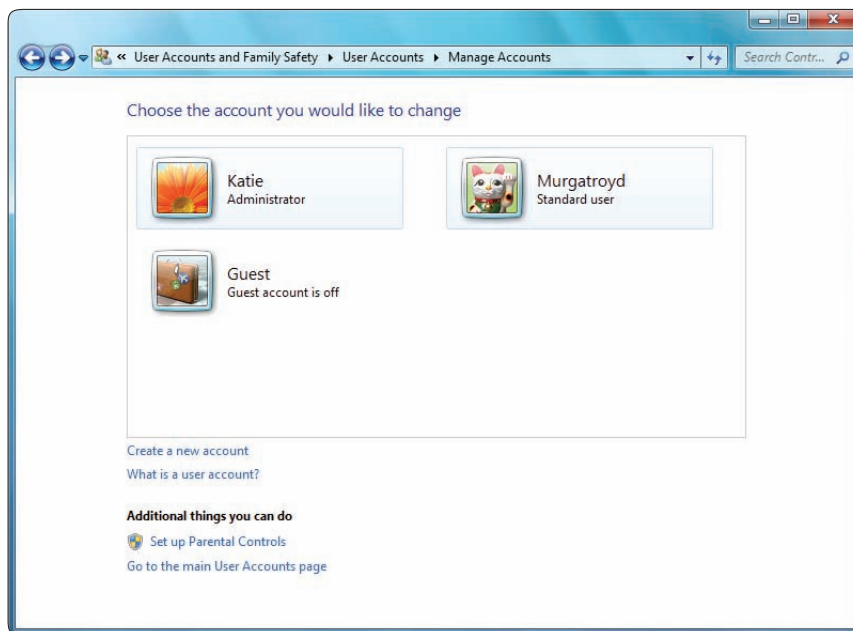 « User Accounts and Family Safety ▸ User Accounts ▸ Manage Accounts
Search Contr...
Choose the account you would like to change
Katie
Administrator
Murgatroyd
Standard user
Guest
Guest account is off
Create a new account
What is a user account?
Additional things you can do
Set up Parental Controls
Go to the main User Accounts page